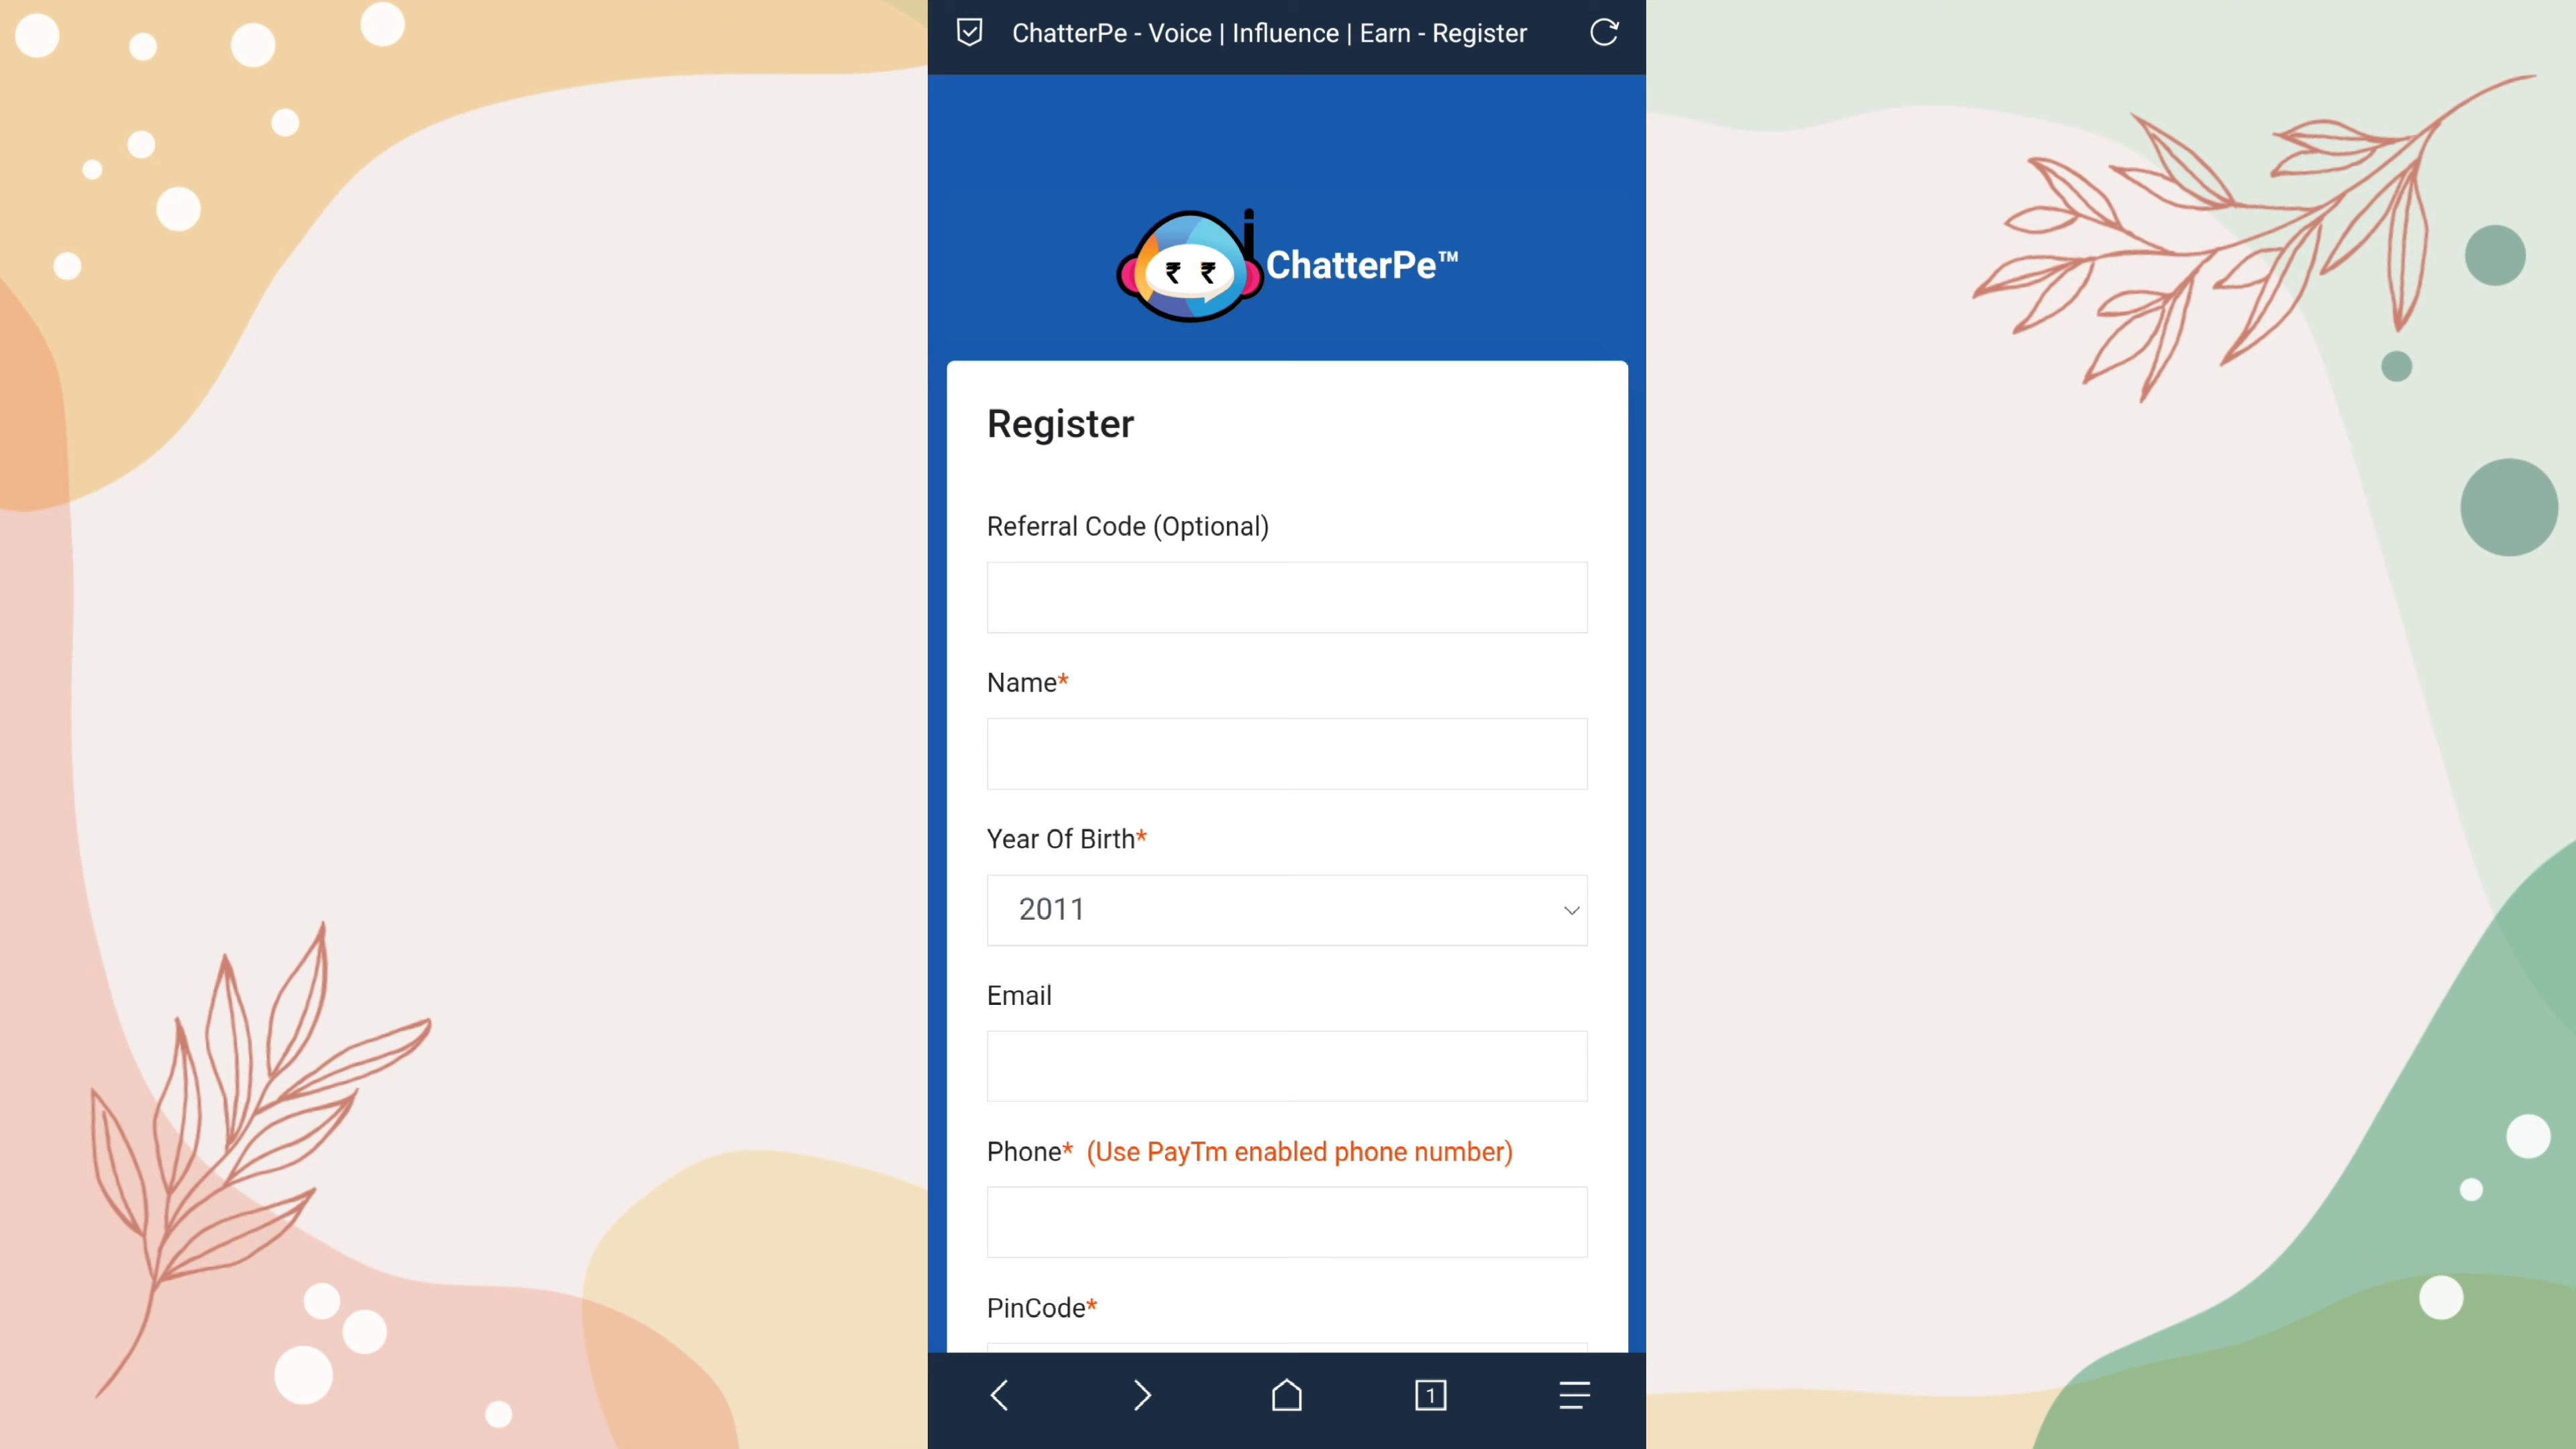 ChatterPe - Voice | Influence | Earn - Register
₹ ₹
ChatterPe™
Register
Referral Code (Optional)
Name*
Year Of Birth*
2011
Email
Phone* (Use PayTm enabled phone number)
PinCode*
1